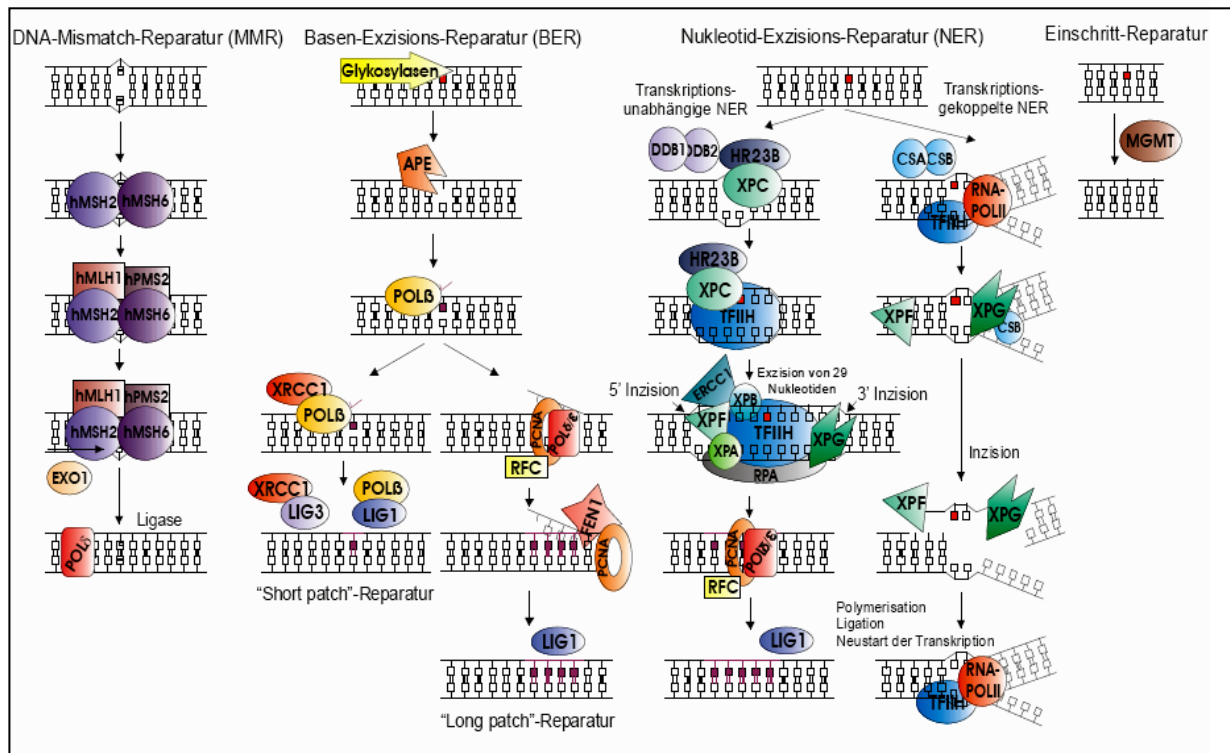 DNA-Mismatch-Reparatur (MMR)
hMSH2
hMSH6
hMLH1
hPMS2
hMSH2
hMSH6
hMLH1
hPMS2
hMSH2
hMSH6
EXO1
Ligase
POLδ
Basen-Exzisions-Reparatur (BER)
Glykosylasen
APE
POLß
XRCC1
POLß
XRCC1
LIG3
POLß
LIG1
“Short patch”-Reparatur
PCNA
POLδ/ε
RFC
FEN1
PCNA
LIG1
“Long patch”-Reparatur
Nukleotid-Exzisions-Reparatur (NER)
Transkriptions-
unabhängige NER
DDB1
DDB2
HR23B
XPC
HR23B
XPC
TFIIH
Exzision von 29
Nukleotiden
5’ Inzision
3’ Inzision
ERCC1
XPB
XPF
TFIIH
XPG
XPA
RPA
PCNA
POLδ/ε
RFC
LIG1
Transkriptions-
gekoppelte NER
CSA
CSB
RNA-
POLII
TFIIH
XPF
XPG
CSB
Inzision
XPF
XPG
Polymerisation
Ligation
Neustart der Transkription
RNA-
POLII
TFIIH
Einschritt-Reparatur
MGMT